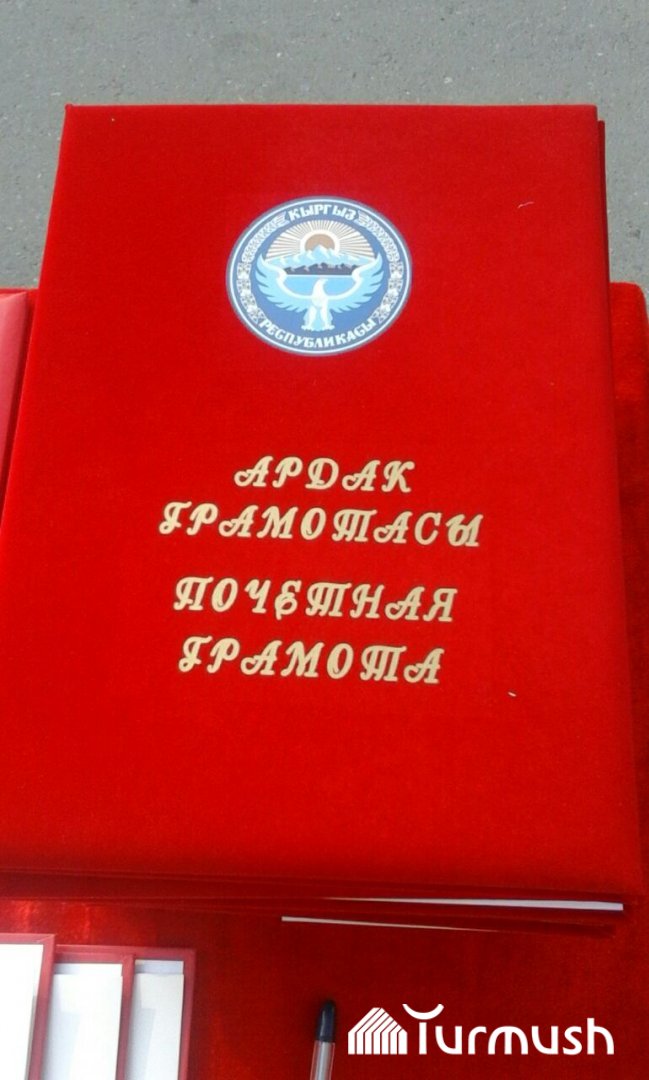 КЫРГЫЗ
РЕСПУБЛИКАСЫ
АРДАК
ГРАМОТАСЫ
ПОЧЕТНАЯ
ГРАМОТА
Turmush